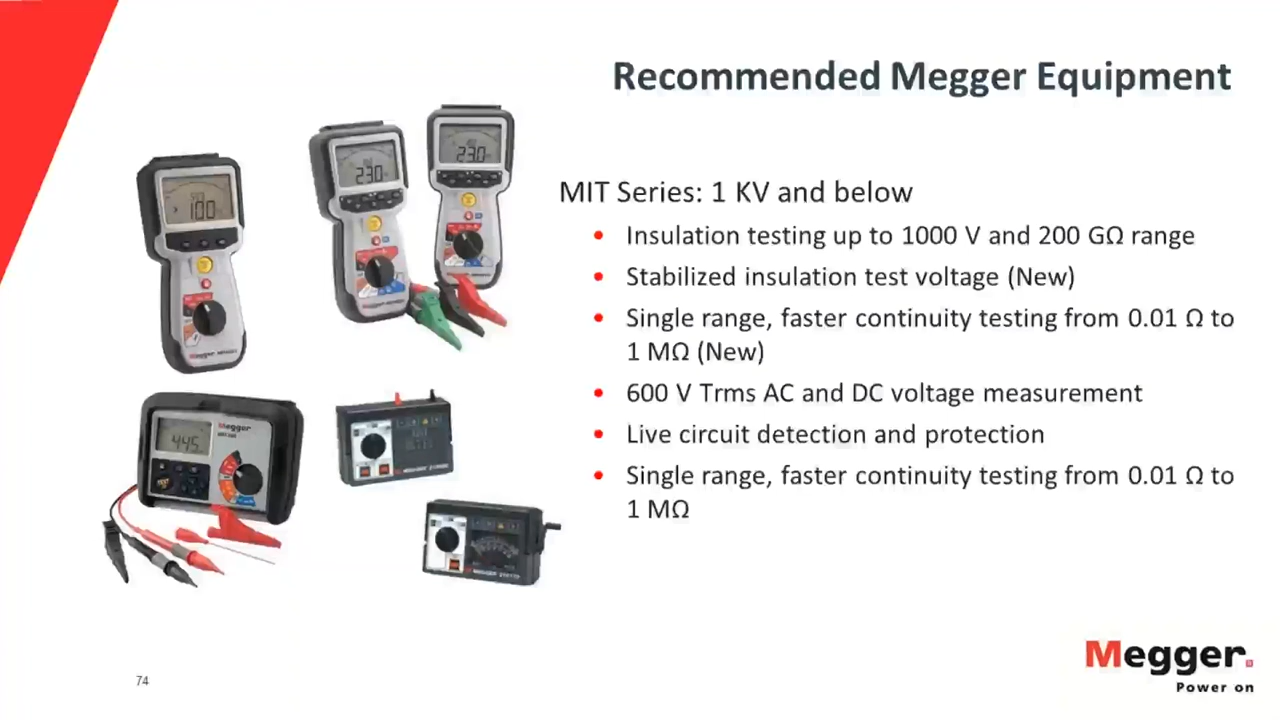 Recommended Megger Equipment
MIT Series: 1 KV and below
• Insulation testing up to 1000 V and 200 GΩ range
• Stabilized insulation test voltage (New)
• Single range, faster continuity testing from 0.01 Ω to
1 MΩ (New)
• 600 V Trms AC and DC voltage measurement
• Live circuit detection and protection
• Single range, faster continuity testing from 0.01 Ω to
1 MΩ
100
230
230
Megger
Megger
Megger
445
74
Megger.
Power on